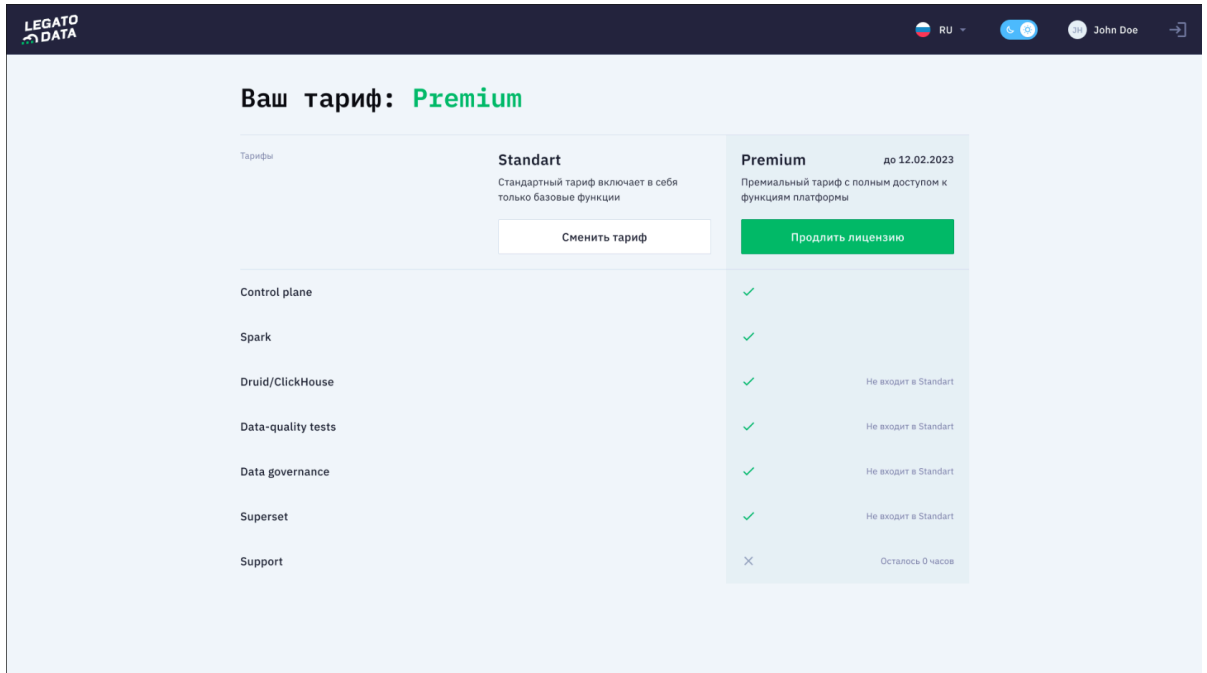 LEGATO
DATA
RU
JH
John Doe
Ваш тариф: Premium
Тарифы
Standart
Стандартный тариф включает в себя
только базовые функции
Сменить тариф
Premium
до 12.02.2023
Премиальный тариф с полным доступом к
функциям платформы
Продлить лицензию
Control plane
Spark
Druid/ClickHouse
Не входит в Standart
Data-quality tests
Не входит в Standart
Data governance
Не входит в Standart
Superset
Не входит в Standart
Support
Осталось 0 часов